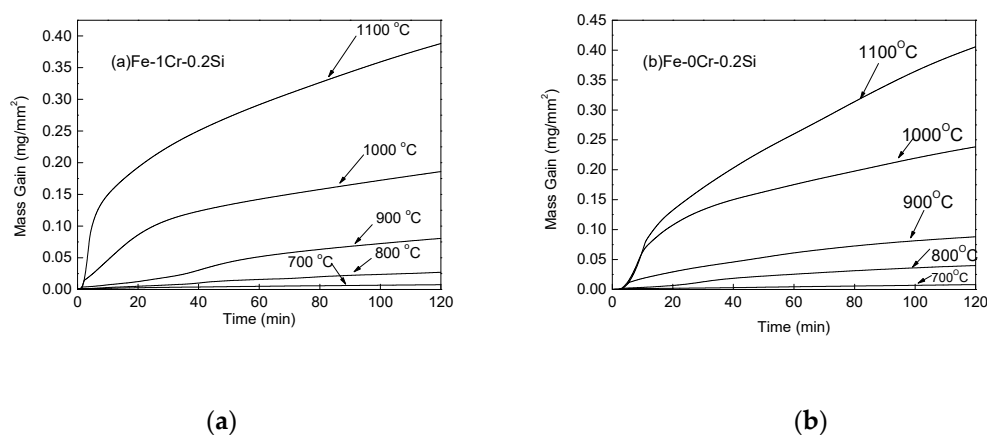 (a)Fe-1Cr-0.2Si
1100 °C
1000 °C
900 °C
800 °C
700 °C
Mass Gain (mg/mm²)
0.40
0.35
0.30
0.25
0.20
0.15
0.10
0.05
0.00
0 20 40 60 80 100 120
Time (min)
(a)
(b)Fe-0Cr-0.2Si
1100°C
1000°C
900°C
800°C
700°C
Mass Gain (mg/mm²)
0.45
0.40
0.35
0.30
0.25
0.20
0.15
0.10
0.05
0.00
0 20 40 60 80 100 120
Time (min)
(b)